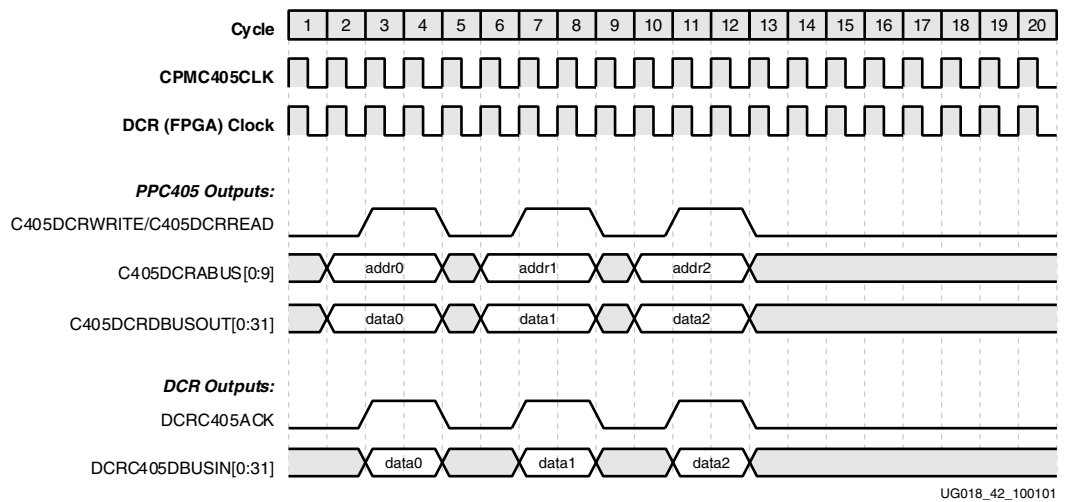 Cycle 1 2 3 4 5 6 7 8 9 10 11 12 13 14 15 16 17 18 19 20
CPMC405CLK
DCR (FPGA) Clock
PPC405 Outputs:
C405DCRWRITE/C405DCRREAD
C405DCRABUS[0:9] addr0 addr1 addr2
C405DCRDBUSOUT[0:31] data0 data1 data2
DCR Outputs:
DCRC405ACK
DCRC405DBUSIN[0:31] data0 data1 data2
UG018_42_100101